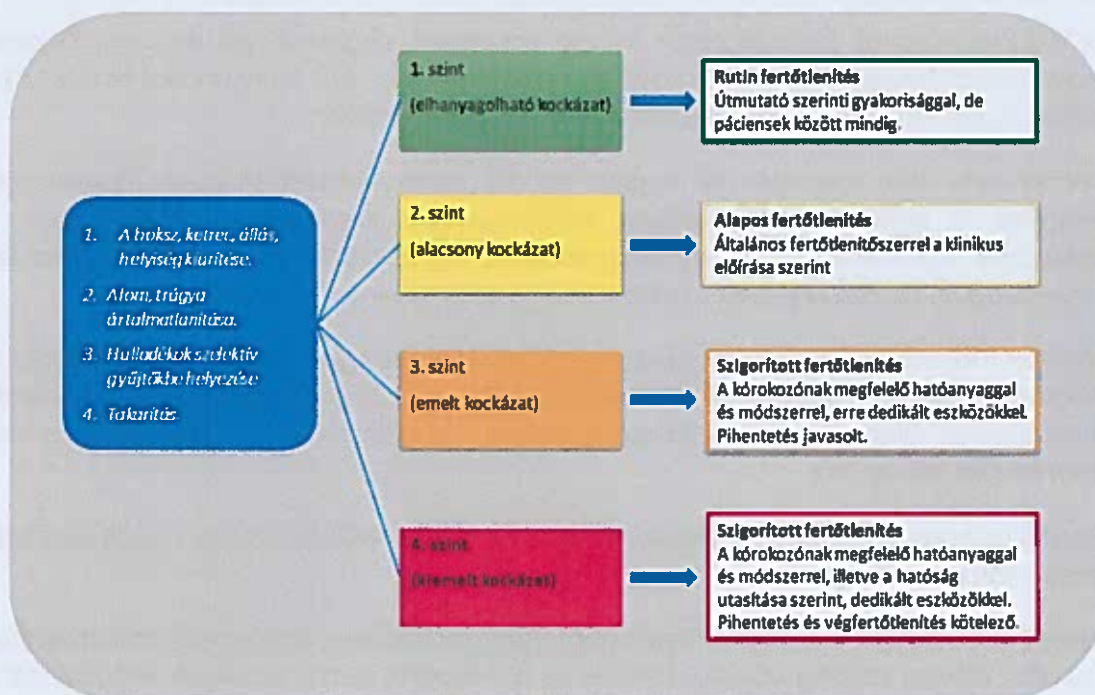 1. A boksz, ketrec, állás,
helyiség kiürítése.
2. Alom, trágya
ártalmatlanítása.
3. Hulladékok szelektív
gyűjtőkbe helyezése
4. Takarítás
1. szint
(elhanyagolható kockázat)
Rutin fertőtlenítés
Útmutató szerinti gyakorisággal, de
páciensek között mindig.
2. szint
(alacsony kockázat)
Alapos fertőtlenítés
Általános fertőtlenítőszerrel a klinikus
előírása szerint
3. szint
(emelt kockázat)
Szigorított fertőtlenítés
A kórokozónak megfelelő hatóanyaggal
és módszerrel, erre dedikált eszközökkel.
Pihentetés javasolt.
4. szint
(kiemelt kockázat)
Szigorított fertőtlenítés
A kórokozónak megfelelő hatóanyaggal
és módszerrel, illetve a hatóság
utasítása szerint, dedikált eszközökkel.
Pihentetés és végfertőtlenítés kötelező.